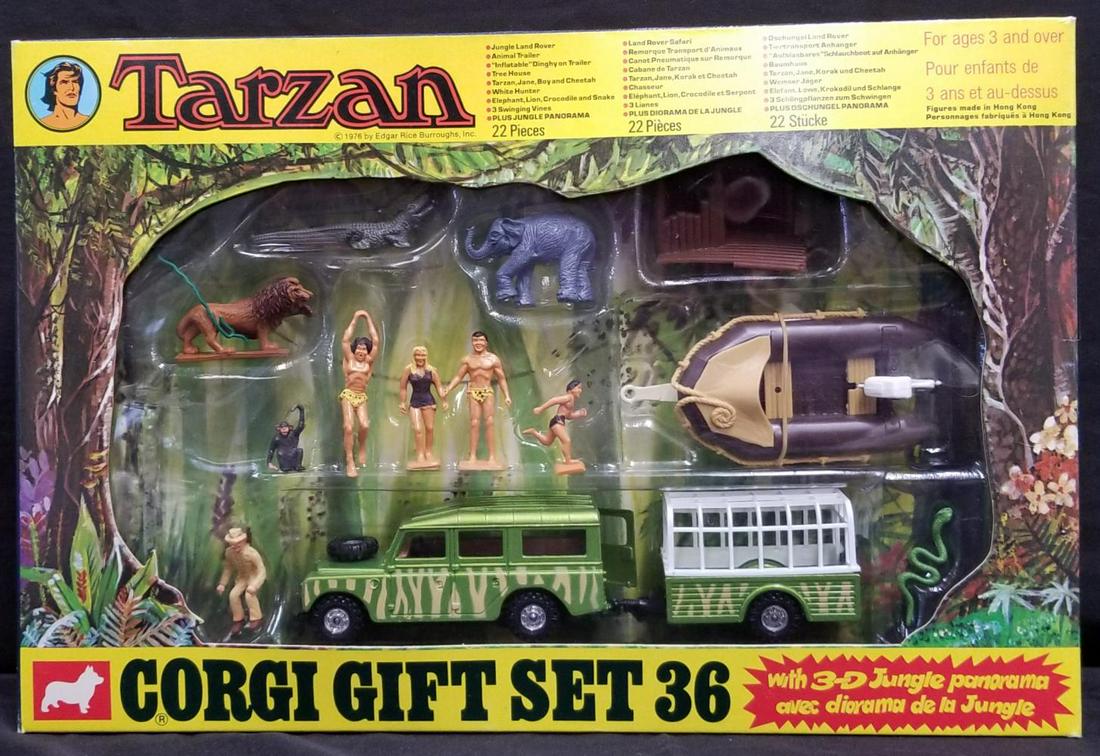 Tarzan
© 1976 by Edgar Rice Burroughs, Inc.
Jungle Land Rover
Animal Trailer
"Inflatable" Dinghy on Trailer
Tree House
Tarzan, Jane, Boy and Cheetah
White Hunter
Elephant, Lion, Crocodile and Snake
3 Swinging Vines
PLUS JUNGLE PANORAMA
22 Pieces
Land Rover Safari
Remorque Transport d'Animaux
Canot Pneumatique sur Remorque
Cabane de Tarzan
Tarzan, Jane, Korak et Cheetah
Chasseur
Eléphant, Lion, Crocodile et Serpent
3 Lianes
PLUS DIORAMA DE LA JUNGLE
22 Pièces
Dschungel Land Rover
Tiertransport Anhänger
"Aufblasbares" Schlauchboot auf Anhänger
Baumhaus
Tarzan, Jane, Korak und Cheetah
Weisser Jäger
Elefant, Löwe, Krokodil und Schlange
3 Schlingpflanzen zum Schwingen
PLUS DSCHUNGEL PANORAMA
22 Stücke
For ages 3 and over
Pour enfants de
3 ans et au-dessus
Figures made in Hong Kong
Personnages fabriqués à Hong Kong
CORGI GIFT SET 36
®
with 3-D Jungle panorama
avec diorama de la Jungle